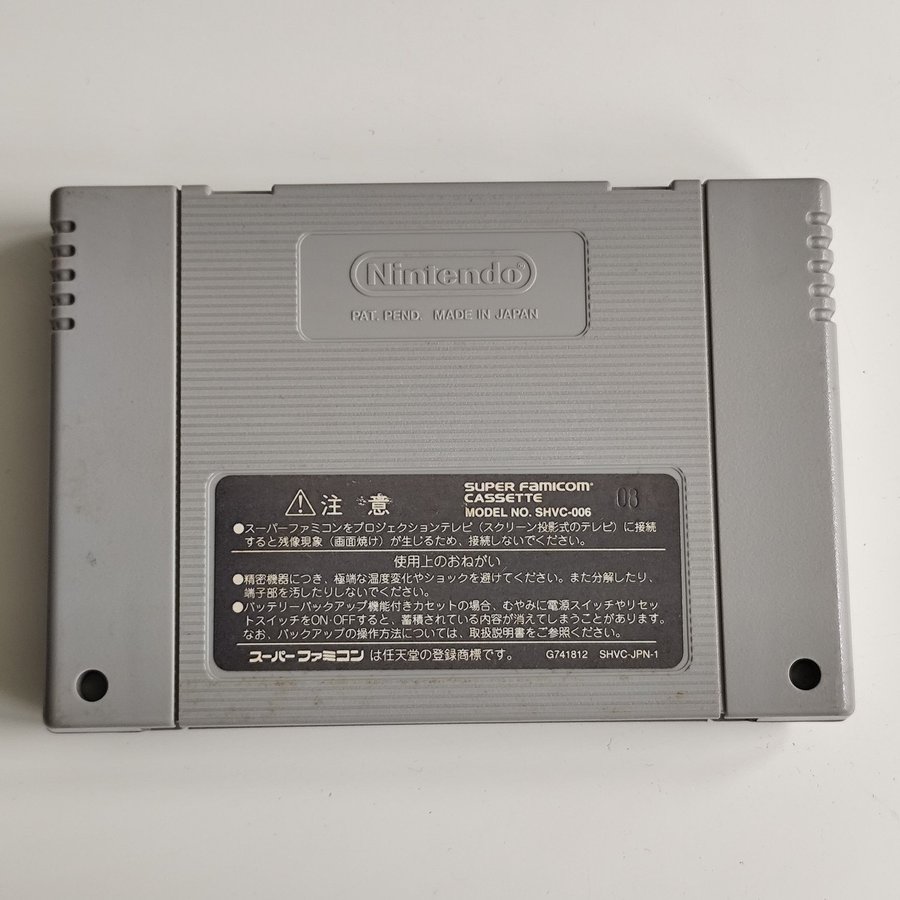 Nintendo®
PAT. PEND. MADE IN JAPAN
⚠注 意
SUPER FAMICOM®
CASSETTE
MODEL NO. SHVC-006
08
●スーパーファミコンをプロジェクションテレビ（スクリーン投影式のテレビ）に接続
すると残像現象（画面焼け）が生じるため、接続しないでください。
使用上のおねがい
●精密機器につき、極端な温度変化やショックを避けてください。また分解したり、
端子部を汚したりしないでください。
●バッテリーバックアップ機能付きカセットの場合、むやみに電源スイッチやリセッ
トスイッチをON・OFFすると、蓄積されている内容が消えてしまうことがあります。
なお、バックアップの操作方法については、取扱説明書をご参照ください。
スーパーファミコンは任天堂の登録商標です。 G741812 SHVC-JPN-1